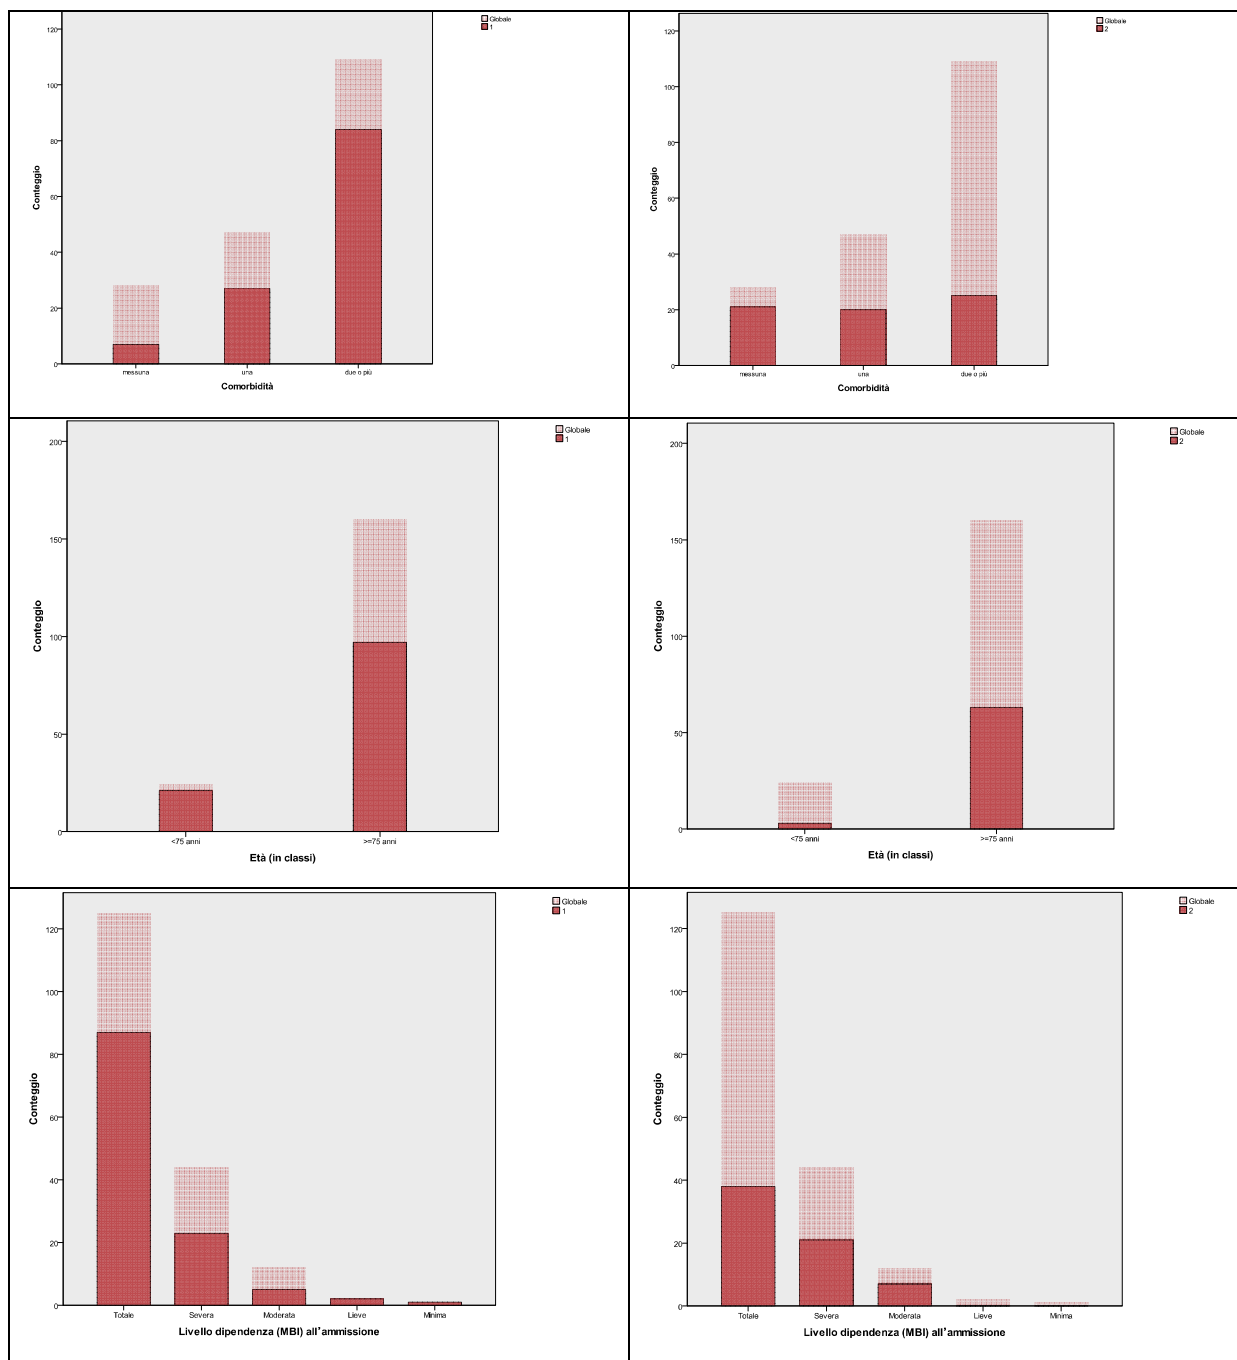 Globale
1
120
100
80
60
40
20
0
Conteggio
nessuna una due o più
Comorbidità
Globale
2
120
100
80
60
40
20
0
Conteggio
nessuna una due o più
Comorbidità
Globale
1
200
150
100
50
0
Conteggio
<75 anni >=75 anni
Età (in classi)
Globale
2
200
150
100
50
0
Conteggio
<75 anni >=75 anni
Età (in classi)
Globale
1
120
100
80
60
40
20
0
Conteggio
Totale Severa Moderata Lieve Minima
Livello dipendenza (MBI) all'ammissione
Globale
2
120
100
80
60
40
20
0
Conteggio
Totale Severa Moderata Lieve Minima
Livello dipendenza (MBI) all'ammissione